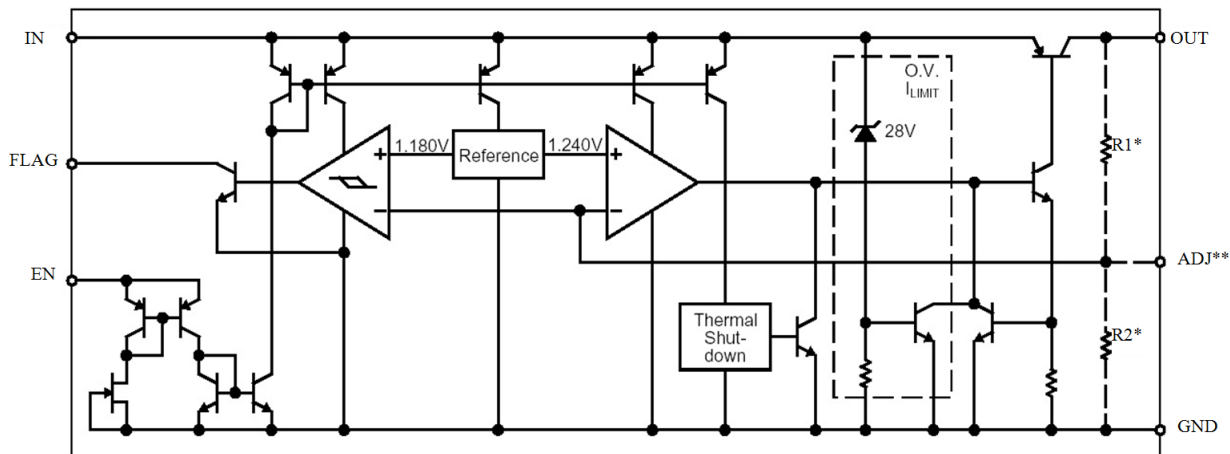 IN
OUT
O.V.
ILIMIT
28V
R1*
FLAG
1.180V
Reference
1.240V
EN
ADJ**
Thermal
Shut-
down
R2*
GND